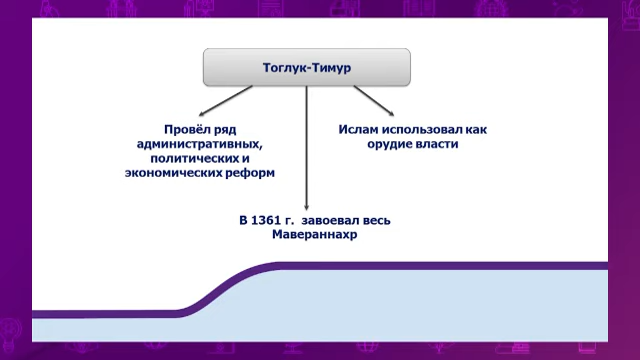 Тоглук-Тимур
Провёл ряд
административных,
политических и
экономических реформ
Ислам использовал как
орудие власти
В 1361 г. завоевал весь
Мавераннахр